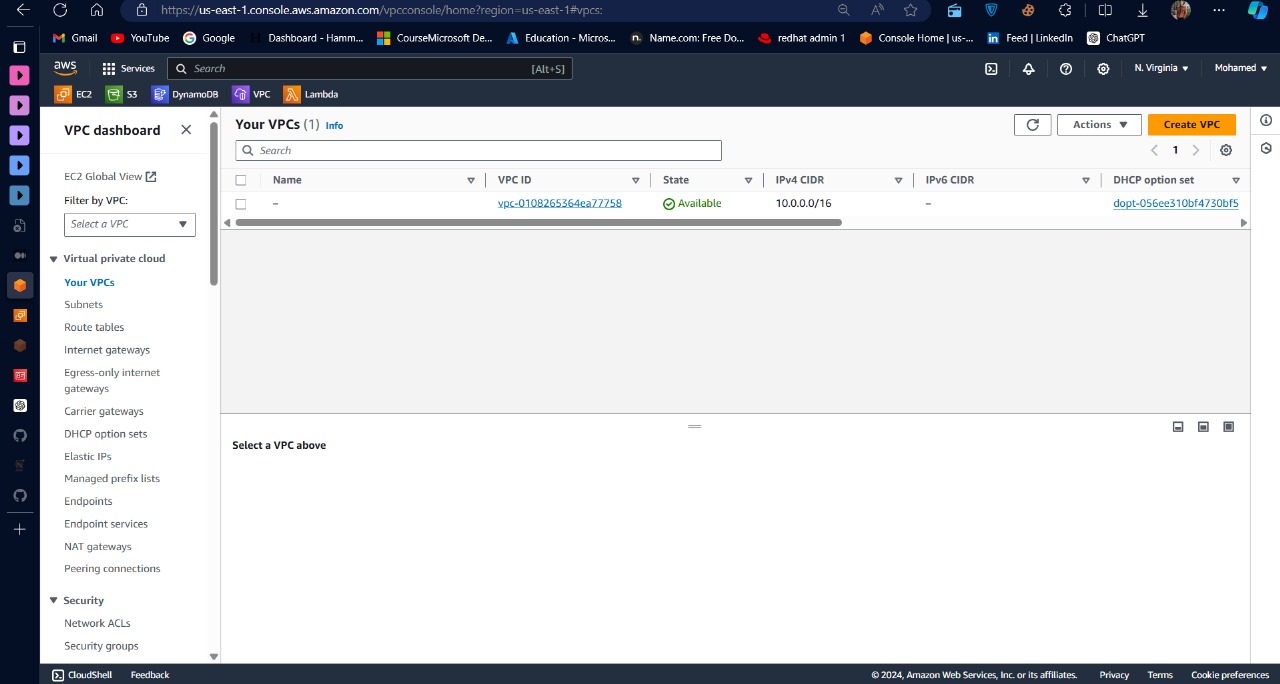 https://us-east-1.console.aws.amazon.com/vpcconsole/home?region=us-east-1#vpcs:
Gmail YouTube Google Dashboard - Hamm... CourseMicrosoft De... Education - Micros... Name.com: Free Do... redhat admin 1 Console Home | us-... Feed | LinkedIn ChatGPT
aws Services Search [Alt+S] N. Virginia Mohamed
EC2 S3 DynamoDB VPC Lambda
VPC dashboard
EC2 Global View
Filter by VPC:
Select a VPC
Virtual private cloud
Your VPCs
Subnets
Route tables
Internet gateways
Egress-only internet
gateways
Carrier gateways
DHCP option sets
Elastic IPs
Managed prefix lists
Endpoints
Endpoint services
NAT gateways
Peering connections
Security
Network ACLs
Security groups
Your VPCs (1) Info
Actions Create VPC
Search
1
Name VPC ID State IPv4 CIDR IPv6 CIDR DHCP option set
– vpc-0108265364ea77758 Available 10.0.0.0/16 – dopt-056ee310bf4730bf5
Select a VPC above
CloudShell Feedback © 2024, Amazon Web Services, Inc. or its affiliates. Privacy Terms Cookie preferences